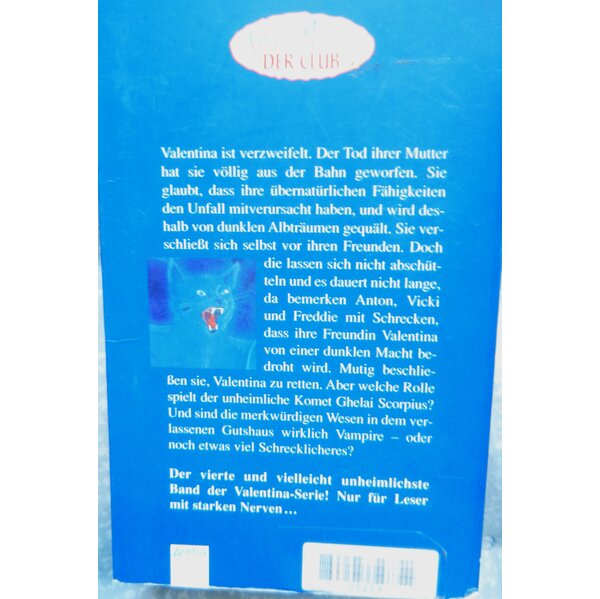 DER CLUB
Valentina ist verzweifelt. Der Tod ihrer Mutter
hat sie völlig aus der Bahn geworfen. Sie
glaubt, dass ihre übernatürlichen Fähigkeiten
den Unfall mitverursacht haben, und wird des-
halb von dunklen Albträumen gequält. Sie ver-
schließt sich selbst vor ihren Freunden. Doch
die lassen sich nicht abschüt-
teln und es dauert nicht lange,
da bemerken Anton, Vicki
und Freddie mit Schrecken,
dass ihre Freundin Valentina
von einer dunklen Macht be-
droht wird. Mutig beschlie-
ßen sie, Valentina zu retten. Aber welche Rolle
spielt der unheimliche Komet Ghelai Scorpius?
Und sind die merkwürdigen Wesen in dem ver-
lassenen Gutshaus wirklich Vampire – oder
noch etwas viel Schrecklicheres?
Der vierte und vielleicht unheimlichste
Band der Valentina-Serie! Nur für Leser
mit starken Nerven…
Arena